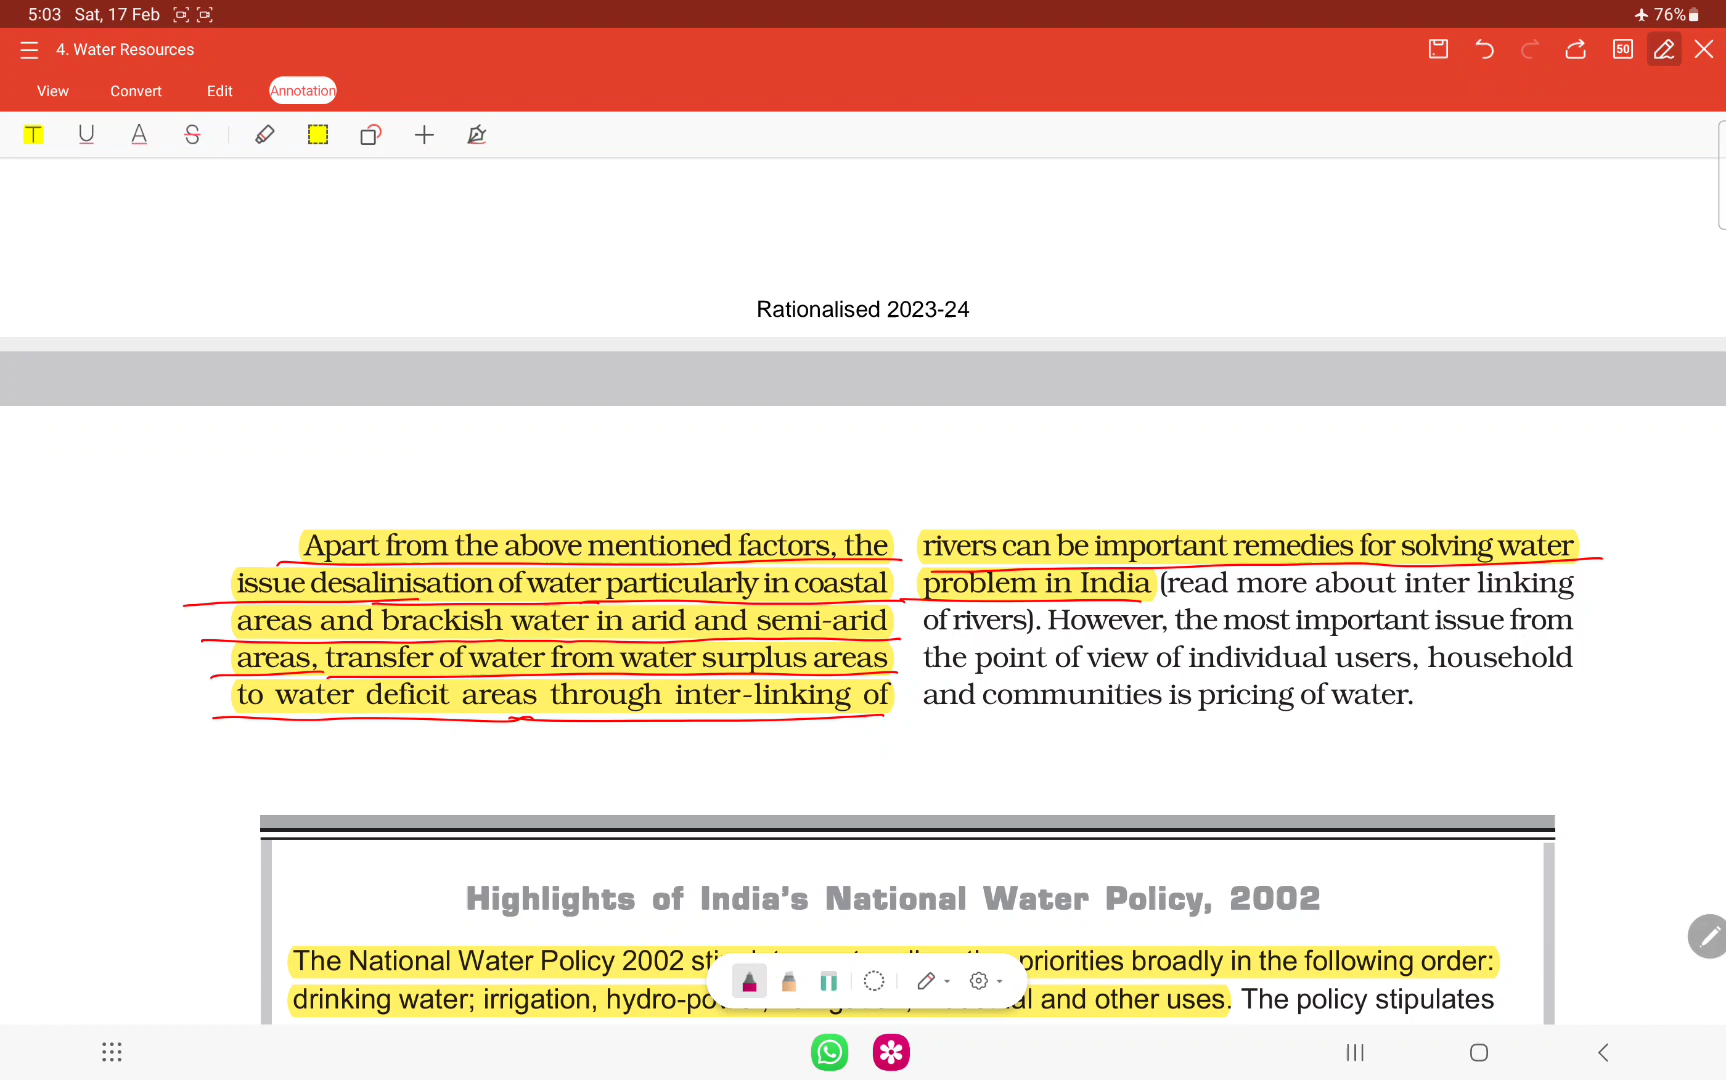 5:03 Sat, 17 Feb
76%
4. Water Resources
50
View Convert Edit Annotation
Rationalised 2023-24
Apart from the above mentioned factors, the
issue desalinisation of water particularly in coastal
areas and brackish water in arid and semi-arid
areas, transfer of water from water surplus areas
to water deficit areas through inter-linking of
rivers can be important remedies for solving water
problem in India (read more about inter linking
of rivers). However, the most important issue from
the point of view of individual users, household
and communities is pricing of water.
Highlights of India's National Water Policy, 2002
The National Water Policy 2002 priorities broadly in the following order:
drinking water; irrigation, and other uses. The policy stipulates